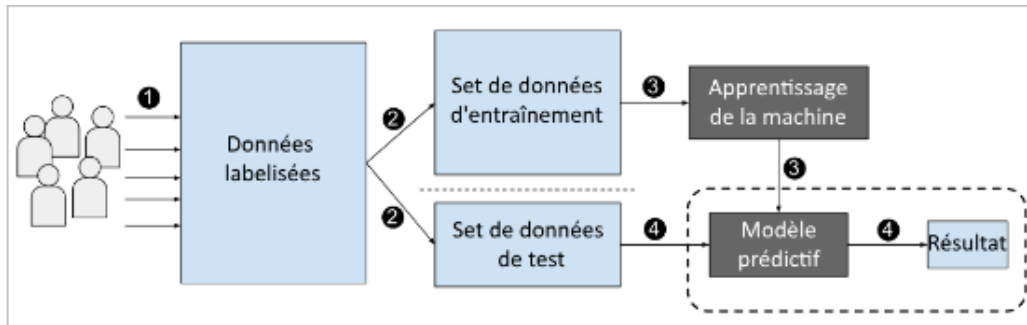 1
Données
labelisées
2
2
Set de données
d'entraînement
3
Apprentissage
de la machine
3
Set de données
de test
4
Modèle
prédictif
4
Résultat